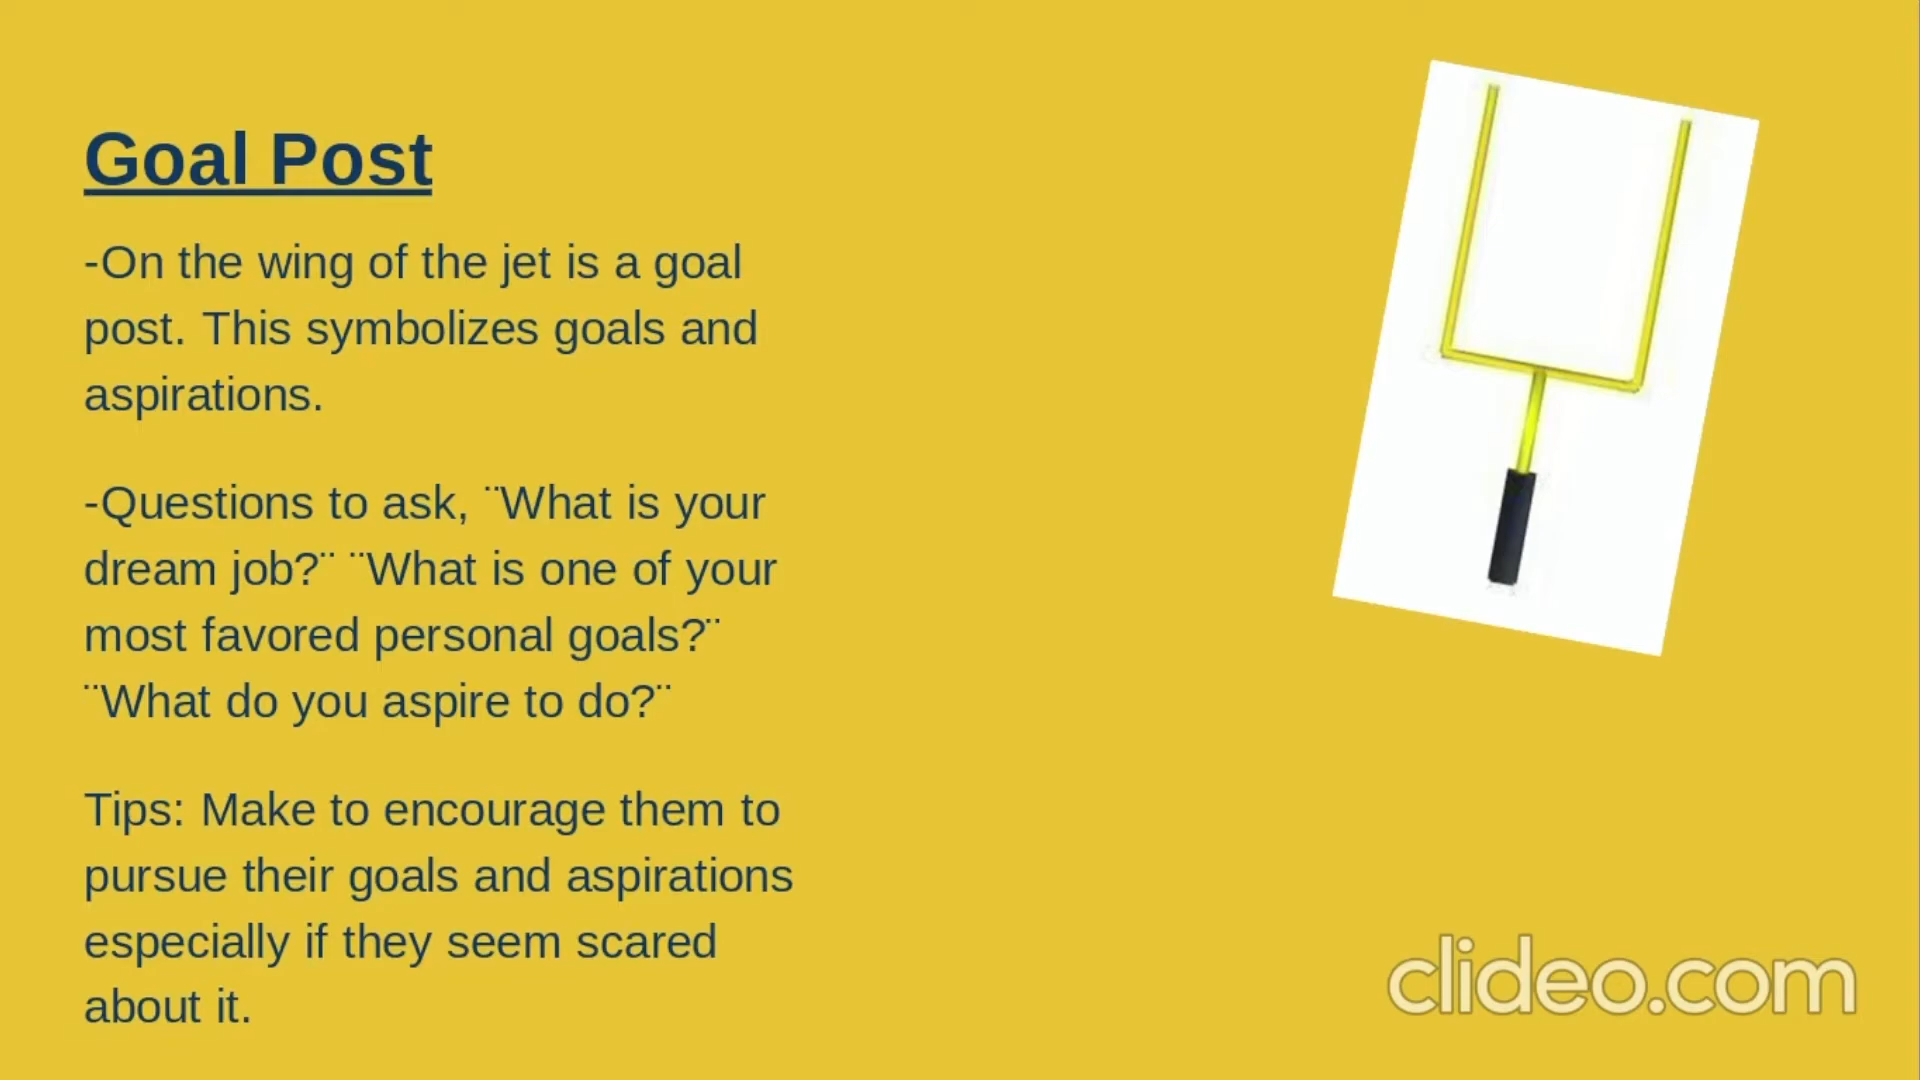 Goal Post
-On the wing of the jet is a goal
post. This symbolizes goals and
aspirations.
-Questions to ask, ¨What is your
dream job?¨ ¨What is one of your
most favored personal goals?¨
¨What do you aspire to do?¨
Tips: Make to encourage them to
pursue their goals and aspirations
especially if they seem scared
about it.
clideo.com